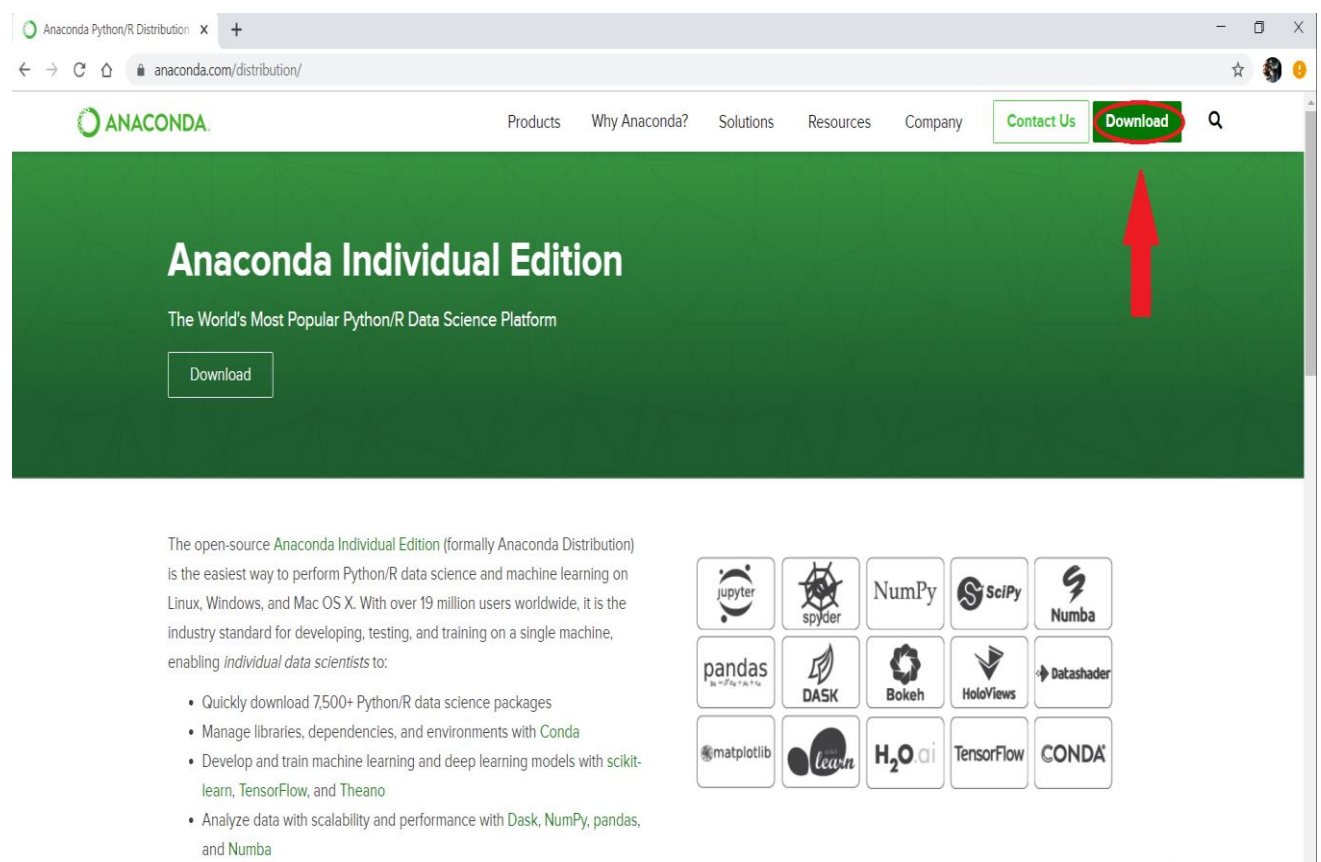 Anaconda Python/R Distribution
anaconda.com/distribution/
ANACONDA.
Products Why Anaconda? Solutions Resources Company Contact Us Download
Anaconda Individual Edition
The World's Most Popular Python/R Data Science Platform
Download
The open-source Anaconda Individual Edition (formally Anaconda Distribution)
is the easiest way to perform Python/R data science and machine learning on
Linux, Windows, and Mac OS X. With over 19 million users worldwide, it is the
industry standard for developing, testing, and training on a single machine,
enabling individual data scientists to:
• Quickly download 7,500+ Python/R data science packages
• Manage libraries, dependencies, and environments with Conda
• Develop and train machine learning and deep learning models with scikit-
learn, TensorFlow, and Theano
• Analyze data with scalability and performance with Dask, NumPy, pandas,
and Numba
jupyter spyder NumPy SciPy Numba
pandas DASK Bokeh HoloViews Datashader
matplotlib learn H₂O.ai TensorFlow CONDA